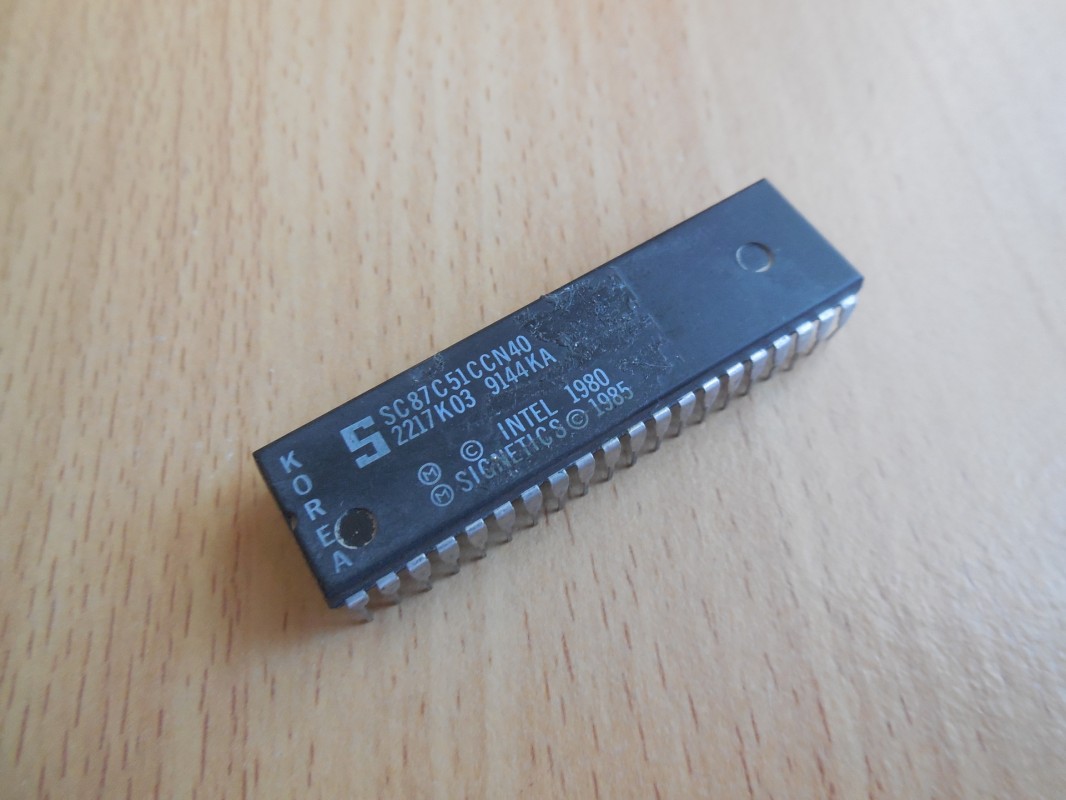 KOREA
S SC87C51CCN40
2217K03 9144KA
Ⓜ © INTEL 1980
Ⓜ SIGNETICS © 1985